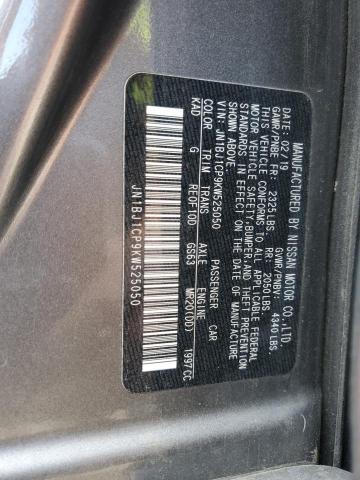 MANUFACTURED BY NISSAN MOTOR CO.,LTD.
02/19 GVWR/PNBV: 4340LBS.
GAWR/PNBE FR: 2325LBS. RR: 2050LBS.
THIS VEHICLE CONFORMS TO ALL APPLICABLE FEDERAL
MOTOR VEHICLE SAFETY,BUMPER,AND THEFT PREVENTION
STANDARDS IN EFFECT ON THE DATE OF MANUFACTURE
SHOWN ABOVE.
VIN: JN1BJ1CP9KW525050 PASSENGER CAR
COLOR TRIM TRANS AXLE ENGINE
KAD G RE0F10D GS63 MR20(DD) 1997CC
JN1BJ1CP9KW525050